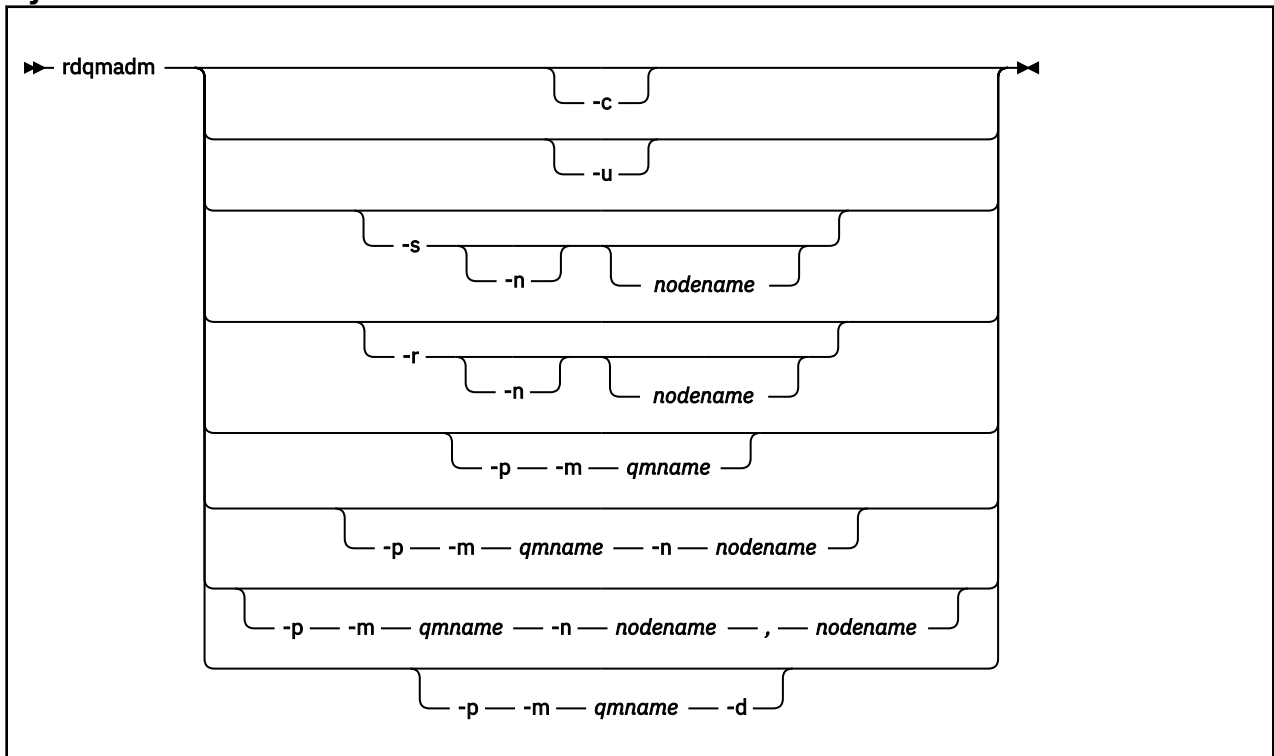 rdqmadm
-c
-u
-s
-n nodename
-r
-n nodename
-p -m qmname
-p -m qmname -n nodename
-p -m qmname -n nodename , nodename
-p -m qmname -d